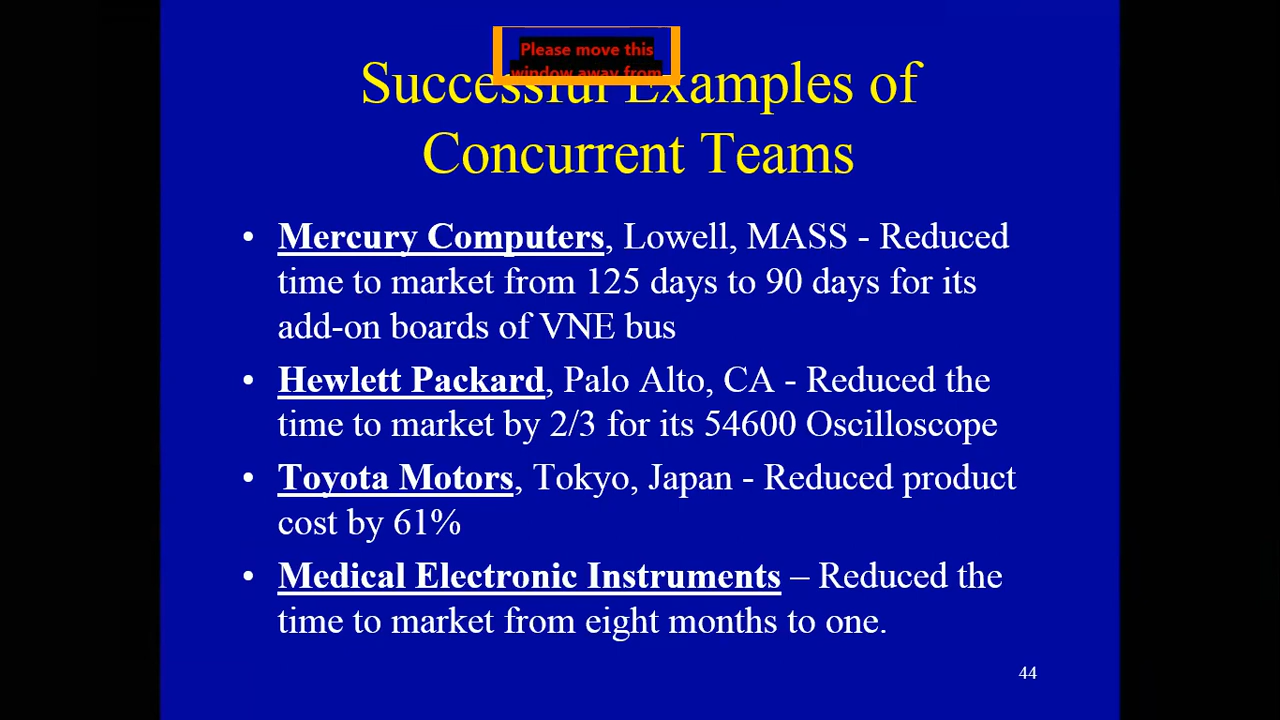 Please move this
window away from
Successful Examples of
Concurrent Teams
• Mercury Computers, Lowell, MASS - Reduced
time to market from 125 days to 90 days for its
add-on boards of VNE bus
• Hewlett Packard, Palo Alto, CA - Reduced the
time to market by 2/3 for its 54600 Oscilloscope
• Toyota Motors, Tokyo, Japan - Reduced product
cost by 61%
• Medical Electronic Instruments – Reduced the
time to market from eight months to one.
44